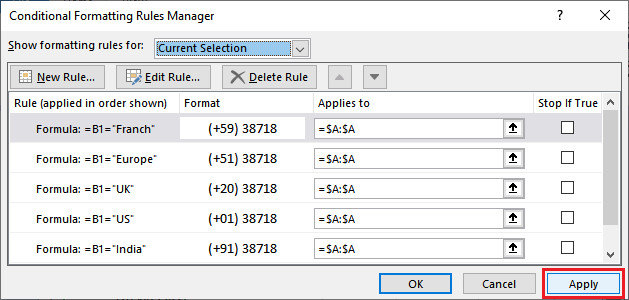 Conditional Formatting Rules Manager
Show formatting rules for: Current Selection
New Rule... Edit Rule... Delete Rule
Rule (applied in order shown) Format Applies to Stop If True
Formula: =B1="Franch" (+59) 38718 =$A:$A
Formula: =B1="Europe" (+51) 38718 =$A:$A
Formula: =B1="UK" (+20) 38718 =$A:$A
Formula: =B1="US" (+01) 38718 =$A:$A
Formula: =B1="India" (+91) 38718 =$A:$A
OK Cancel Apply